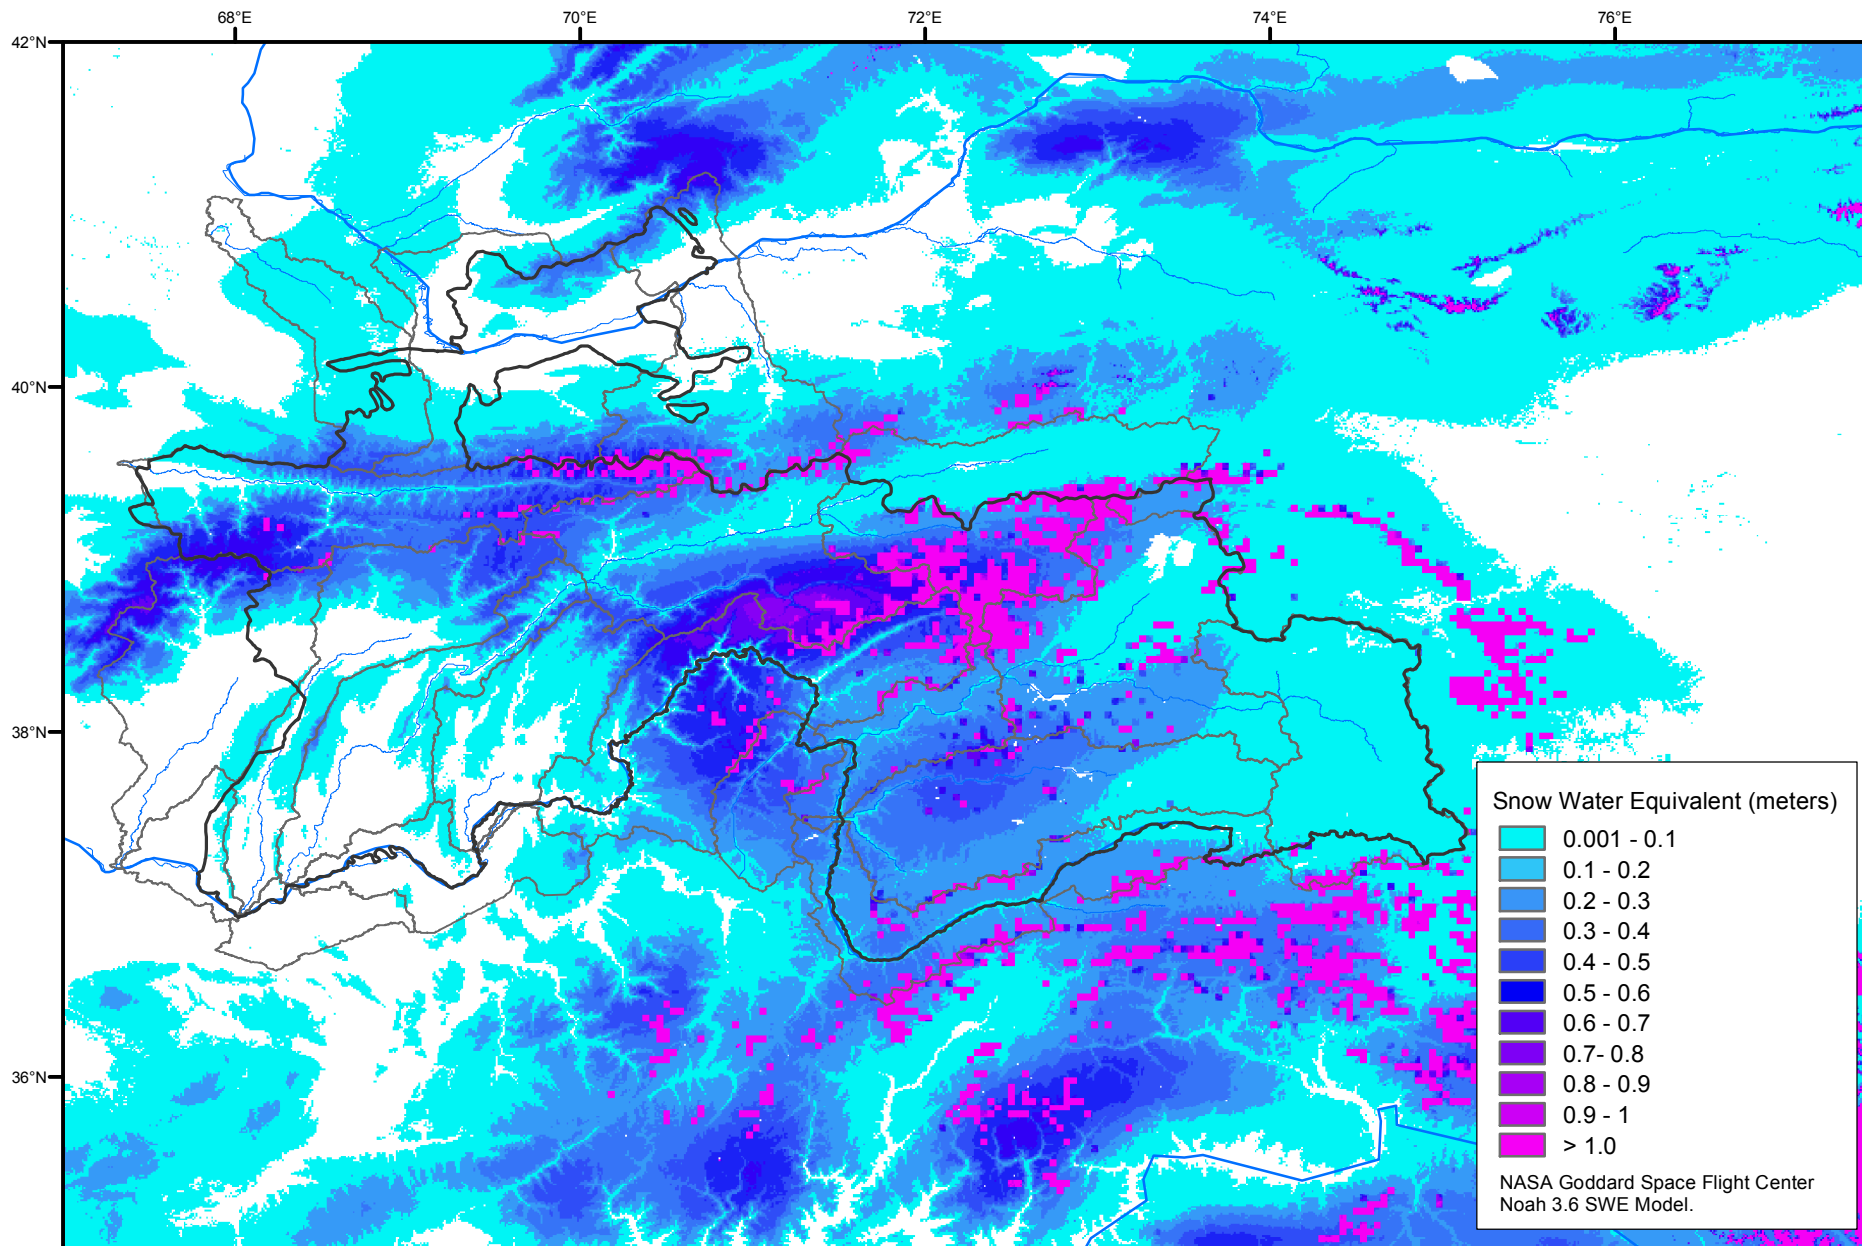 68°E 70°E 72°E 74°E 76°E
42°N
40°N
38°N
36°N
Snow Water Equivalent (meters)
0.001 - 0.1
0.1 - 0.2
0.2 - 0.3
0.3 - 0.4
0.4 - 0.5
0.5 - 0.6
0.6 - 0.7
0.7- 0.8
0.8 - 0.9
0.9 - 1
> 1.0
NASA Goddard Space Flight Center
Noah 3.6 SWE Model.